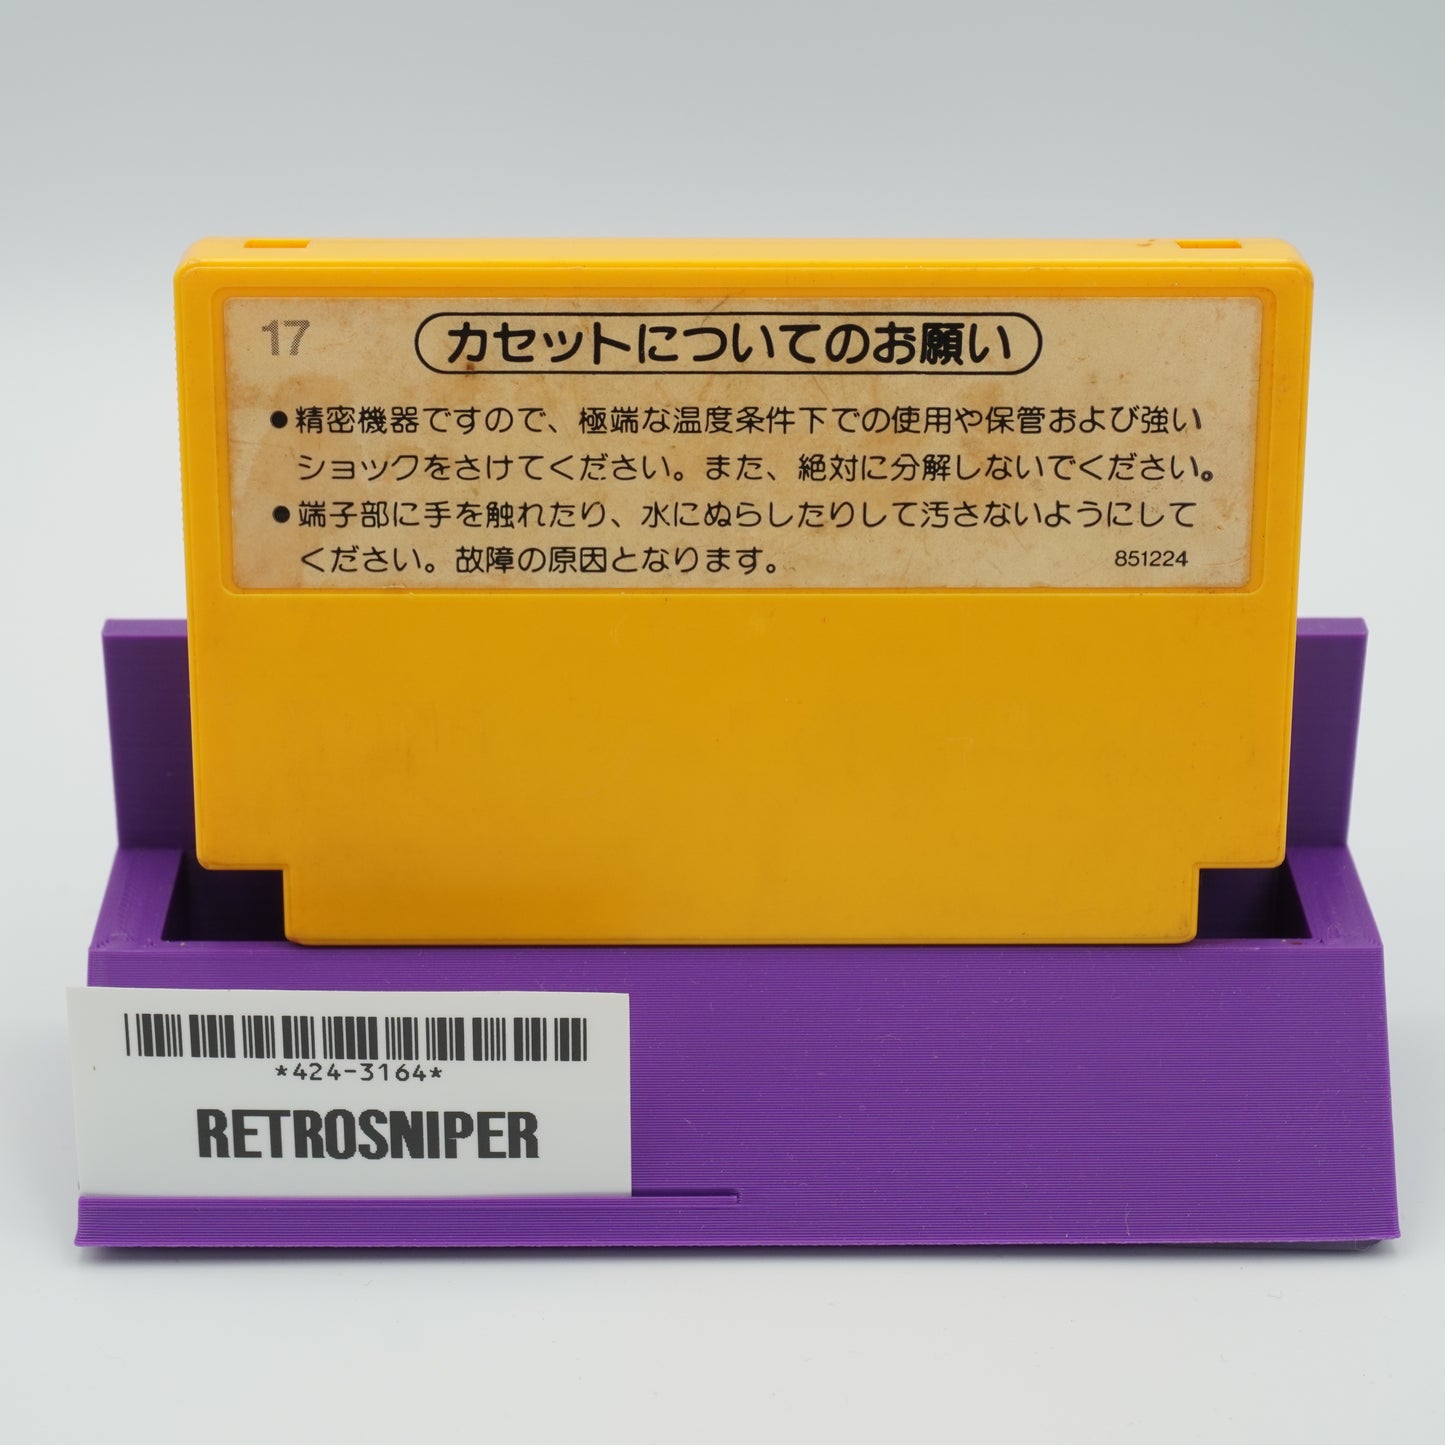 17
カセットについてのお願い
●精密機器ですので、極端な温度条件下での使用や保管および強い
ショックをさけてください。また、絶対に分解しないでください。
●端子部に手を触れたり、水にぬらしたりして汚さないようにして
ください。故障の原因となります。
851224
*424-3164*
RETROSNIPER